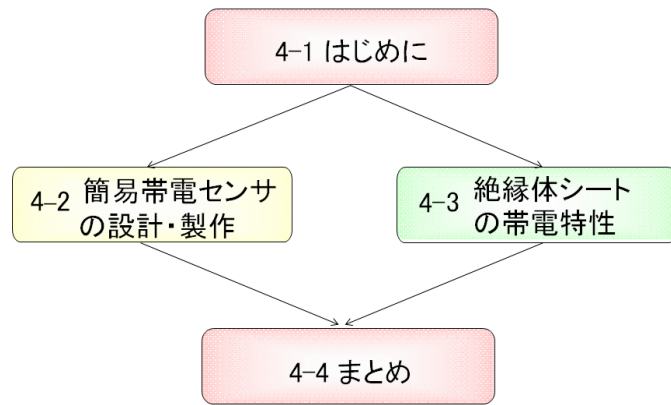 4-1 はじめに
4-2 簡易帯電センサ
の設計・製作
4-3 絶縁体シート
の帯電特性
4-4 まとめ